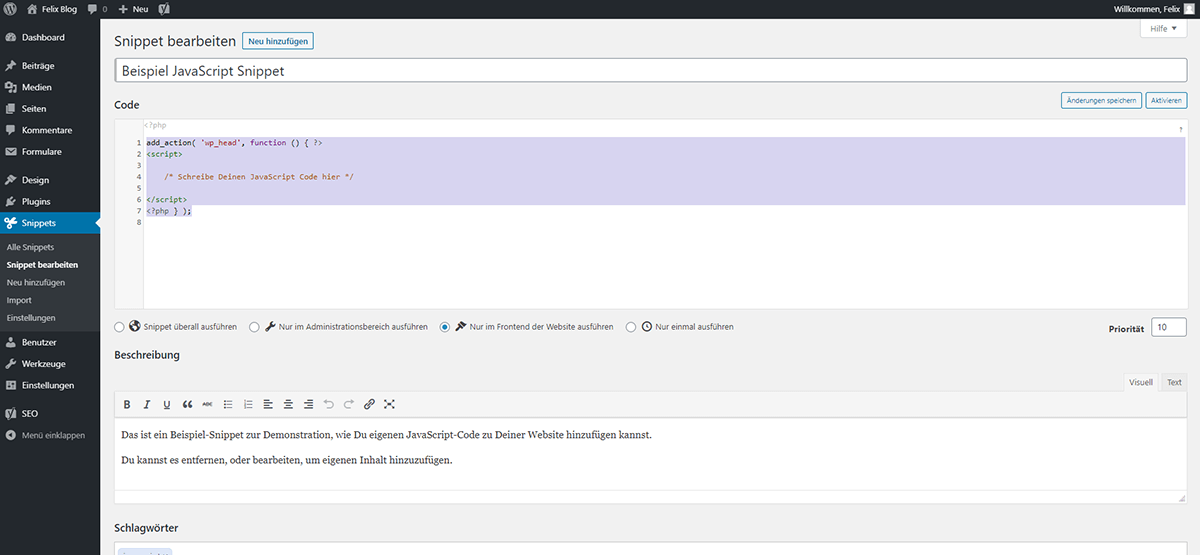 Felix Blog 0 Neu Willkommen, Felix
Dashboard
Beiträge
Medien
Seiten
Kommentare
Formulare
Design
Plugins
Snippets
Alle Snippets
Snippet bearbeiten
Neu hinzufügen
Import
Einstellungen
Benutzer
Werkzeuge
Einstellungen
SEO
Menü einklappen
Hilfe
Snippet bearbeiten Neu hinzufügen
Beispiel JavaScript Snippet
Code Änderungen speichern Aktivieren
<?php
1 add_action( 'wp_head', function () { ?>
2 <script>
3
4 /* Schreibe Deinen JavaScript Code hier */
5
6 </script>
7 <?php } );
8
Snippet überall ausführen Nur im Administrationsbereich ausführen Nur im Frontend der Website ausführen Nur einmal ausführen Priorität 10
Beschreibung
Visuell Text
B I U ABC
Das ist ein Beispiel-Snippet zur Demonstration, wie Du eigenen JavaScript-Code zu Deiner Website hinzufügen kannst.
Du kannst es entfernen, oder bearbeiten, um eigenen Inhalt hinzuzufügen.
Schlagwörter